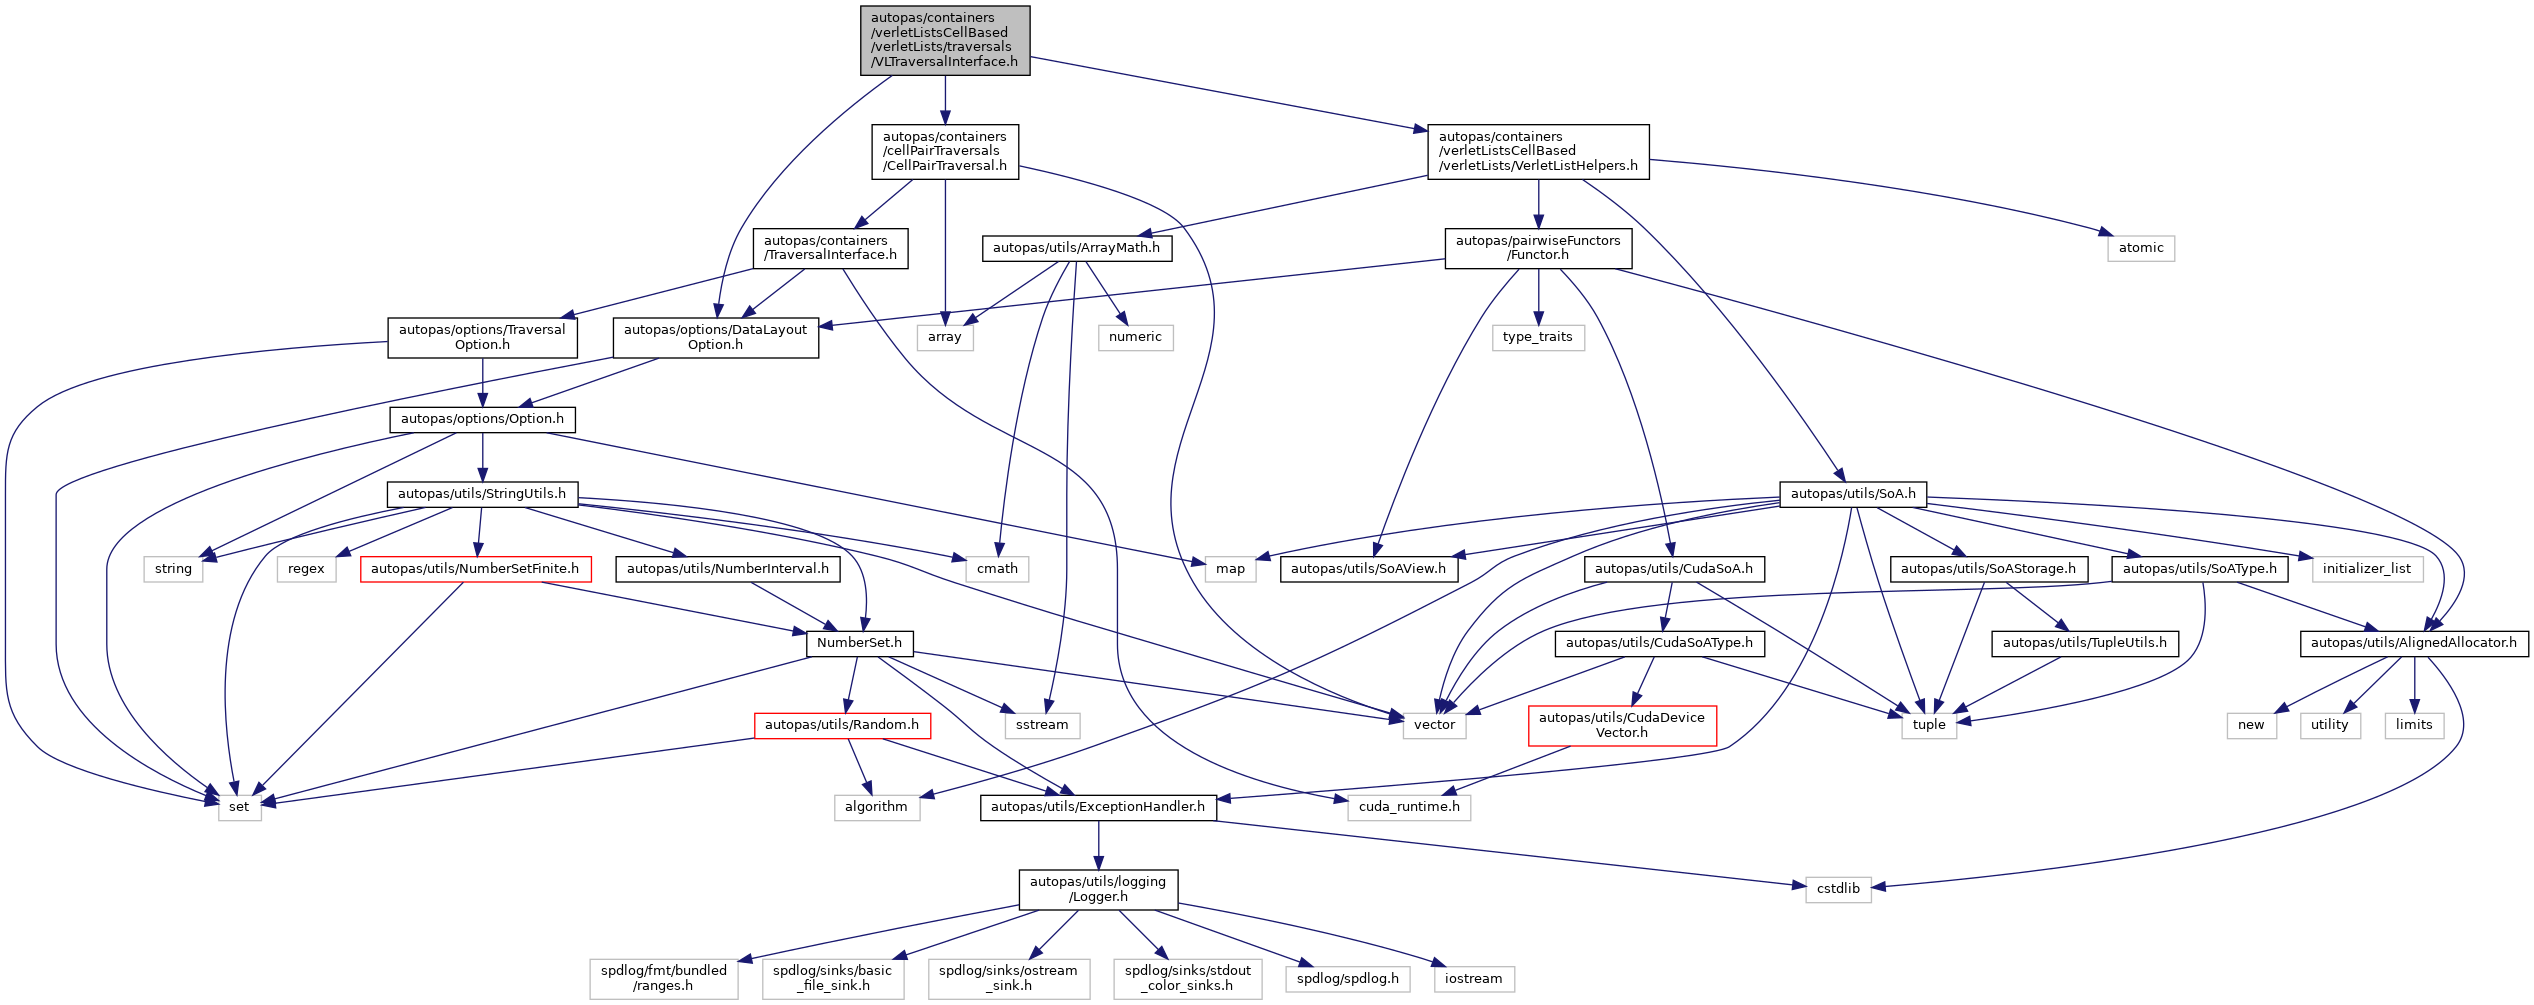 autopas/containers
/verletListsCellBased
/verletLists/traversals
/VLTraversalInterface.h
autopas/containers
/cellPairTraversals
/CellPairTraversal.h
autopas/containers
/verletListsCellBased
/verletLists/VerletListHelpers.h
autopas/containers
/TraversalInterface.h
autopas/utils/ArrayMath.h
autopas/pairwiseFunctors
/Functor.h
atomic
autopas/options/Traversal
Option.h
autopas/options/DataLayout
Option.h
array
numeric
type_traits
autopas/options/Option.h
autopas/utils/StringUtils.h
autopas/utils/SoA.h
string
regex
autopas/utils/NumberSetFinite.h
autopas/utils/NumberInterval.h
cmath
map
autopas/utils/SoAView.h
autopas/utils/CudaSoA.h
autopas/utils/SoAStorage.h
autopas/utils/SoAType.h
initializer_list
NumberSet.h
autopas/utils/CudaSoAType.h
autopas/utils/TupleUtils.h
autopas/utils/AlignedAllocator.h
autopas/utils/Random.h
sstream
vector
autopas/utils/CudaDevice
Vector.h
tuple
new
utility
limits
set
algorithm
autopas/utils/ExceptionHandler.h
cuda_runtime.h
autopas/utils/logging
/Logger.h
cstdlib
spdlog/fmt/bundled
/ranges.h
spdlog/sinks/basic
_file_sink.h
spdlog/sinks/ostream
_sink.h
spdlog/sinks/stdout
_color_sinks.h
spdlog/spdlog.h
iostream